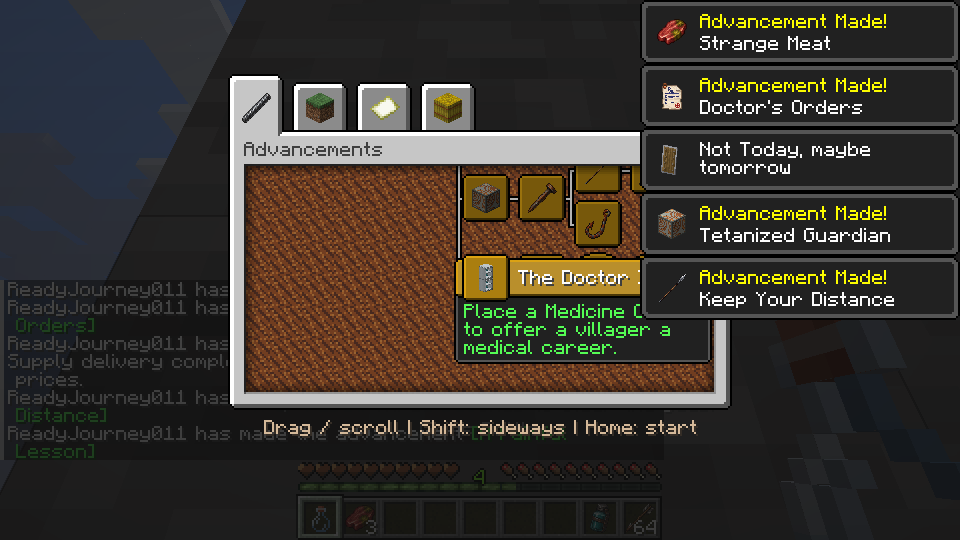 Advancement Made!
Strange Meat
Advancement Made!
Doctor's Orders
Not Today, maybe
tomorrow
Advancement Made!
Tetanized Guardian
Advancement Made!
Keep Your Distance
Advancements
The Doctor
Place a Medicine
to offer a villager a
medical career.
ReadyJourney011 has
ReadyJourney011 has
Orders]
ReadyJourney011 has
Supply delivery compl
prices.
ReadyJourney011 has
Distance]
ReadyJourney011 has made the advancement
Lesson]
Drag / scroll | Shift: sideways | Home: start
4
3
64